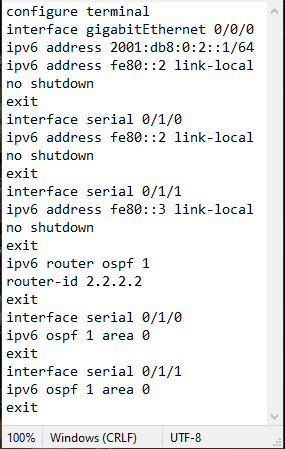 configure terminal
interface gigabitEthernet 0/0/0
ipv6 address 2001:db8:0:2::1/64
ipv6 address fe80::2 link-local
no shutdown
exit
interface serial 0/1/0
ipv6 address fe80::2 link-local
no shutdown
exit
interface serial 0/1/1
ipv6 address fe80::3 link-local
no shutdown
exit
ipv6 router ospf 1
router-id 2.2.2.2
exit
interface serial 0/1/0
ipv6 ospf 1 area 0
exit
interface serial 0/1/1
ipv6 ospf 1 area 0
exit
100% Windows (CRLF) UTF-8